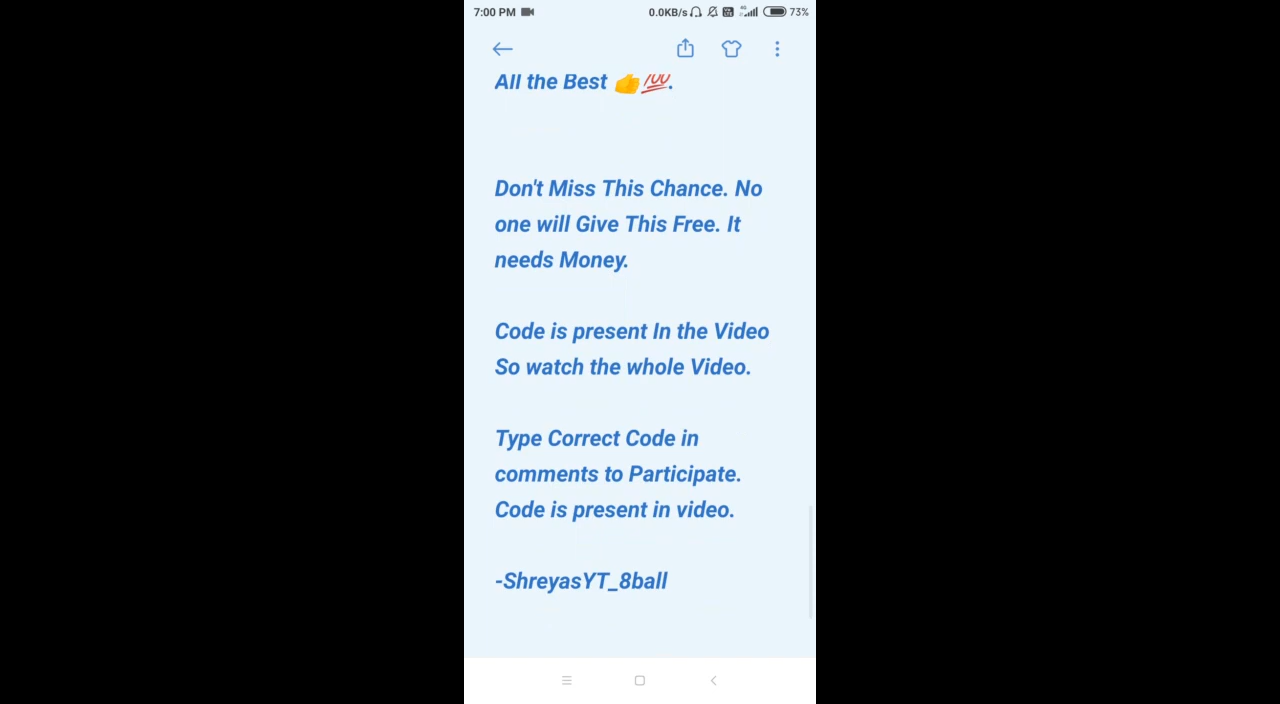 7:00 PM 0.0KB/s 4G 73%
All the Best 👍💯.
Don't Miss This Chance. No
one will Give This Free. It
needs Money.
Code is present In the Video
So watch the whole Video.
Type Correct Code in
comments to Participate.
Code is present in video.
-ShreyasYT_8ball